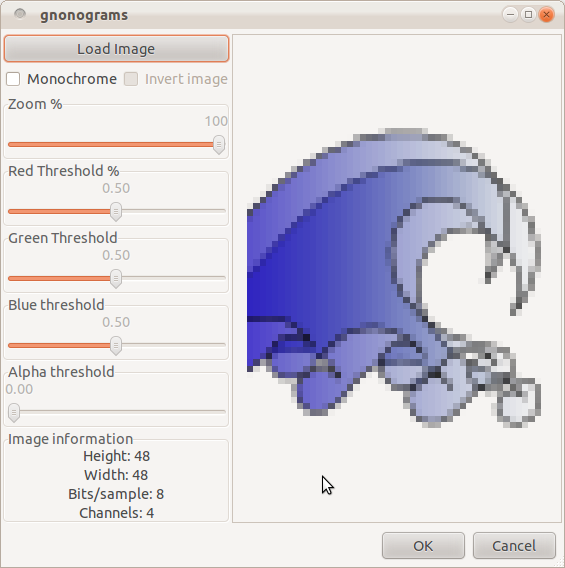 gnonograms
Load Image
Monochrome Invert image
Zoom %
100
Red Threshold %
0.50
Green Threshold
0.50
Blue threshold
0.50
Alpha threshold
0.00
Image information
Height: 48
Width: 48
Bits/sample: 8
Channels: 4
OK Cancel